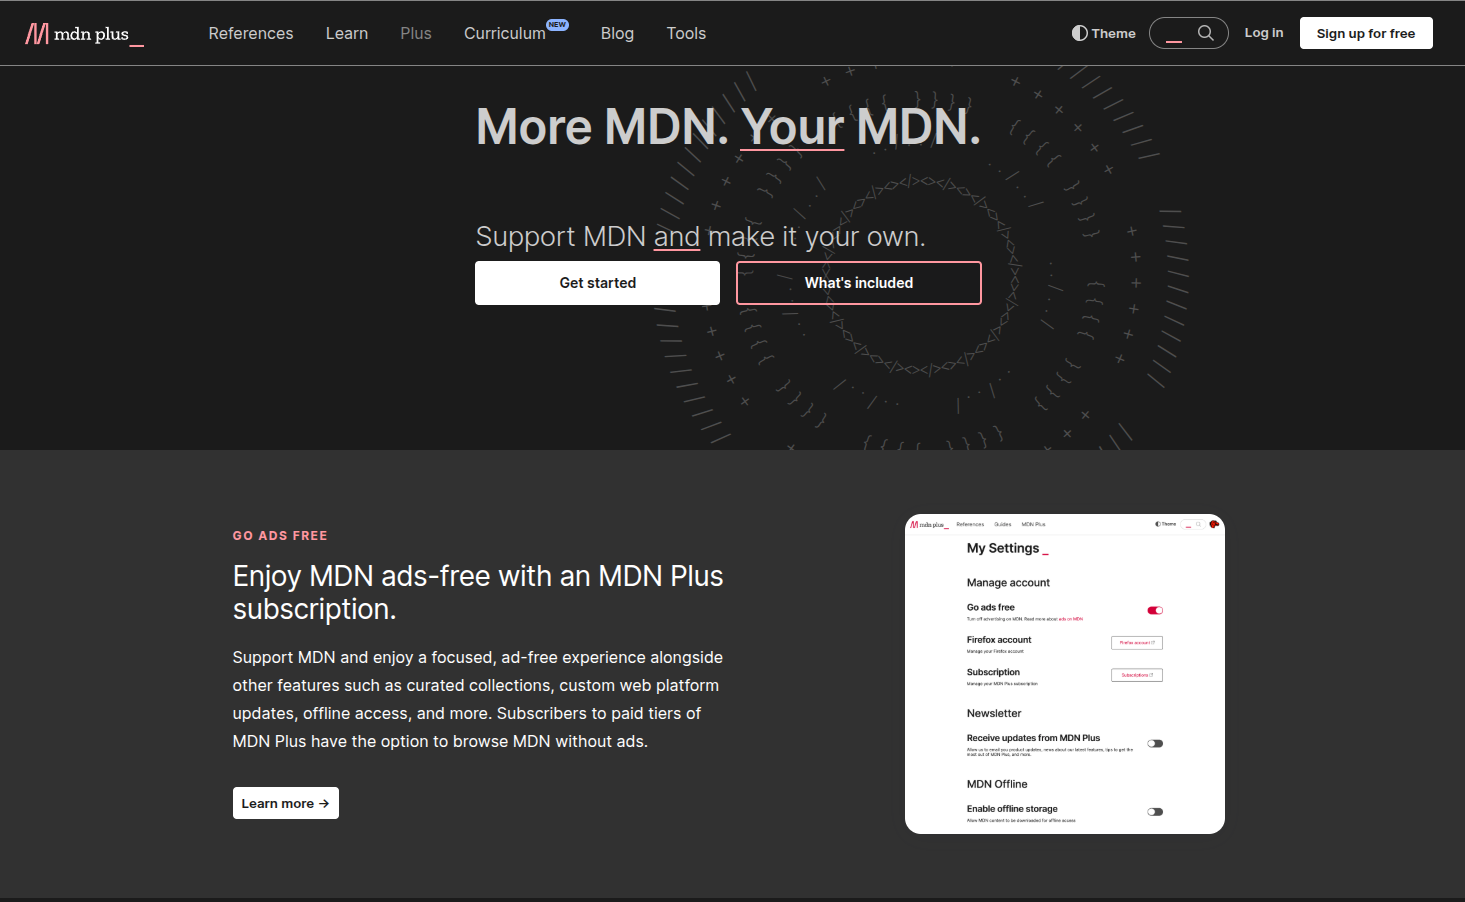 mdn plus_
References
Learn
Plus
Curriculum NEW
Blog
Tools
Theme
Log in
Sign up for free
More MDN. Your MDN.
Support MDN and make it your own.
Get started
What's included
GO ADS FREE
Enjoy MDN ads-free with an MDN Plus
subscription.
Support MDN and enjoy a focused, ad-free experience alongside
other features such as curated collections, custom web platform
updates, offline access, and more. Subscribers to paid tiers of
MDN Plus have the option to browse MDN without ads.
Learn more →
mdn plus_
References
Guides
MDN Plus
Theme
My Settings _
Manage account
Go ads free
Turn off advertising on MDN. Read more about ads on MDN
Firefox account
Manage your Firefox account
Firefox account
Subscription
Manage your MDN Plus subscription
Subscriptions
Newsletter
Receive updates from MDN Plus
Allow us to email you product updates, news about our latest features, tips to get the
most out of MDN Plus, and more.
MDN Offline
Enable offline storage
Allow MDN content to be downloaded for offline access